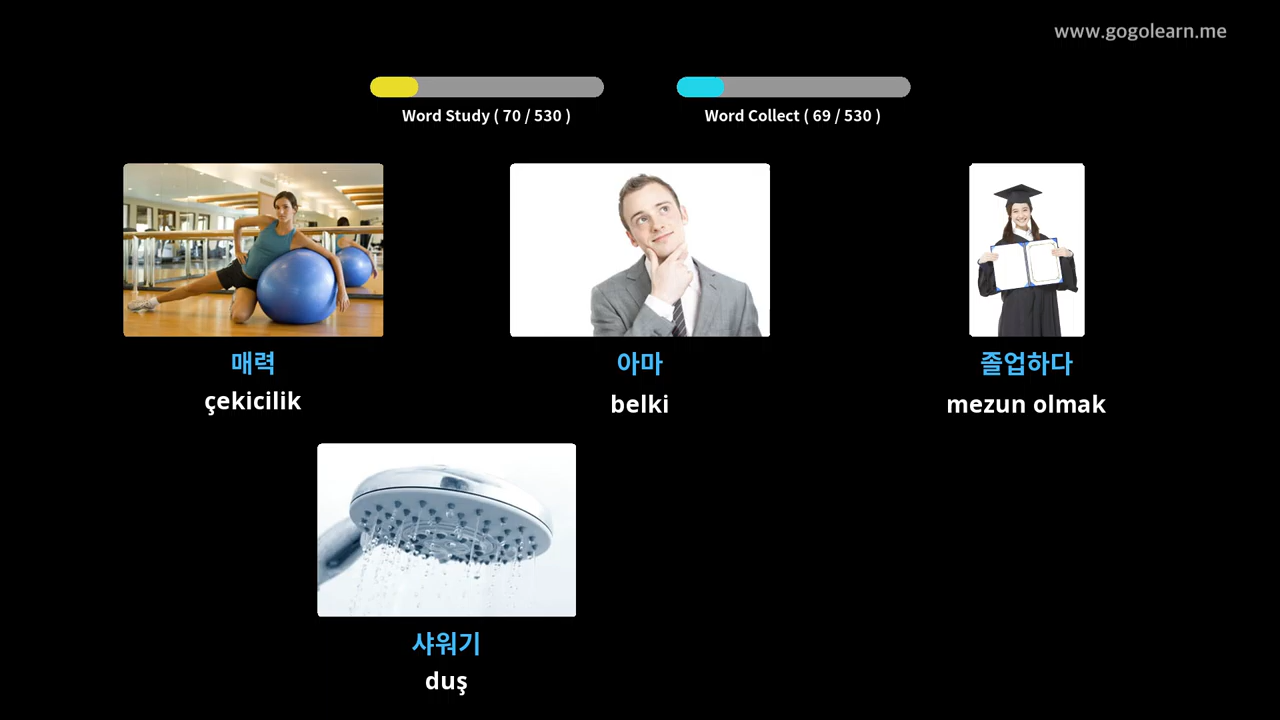 www.gogolearn.me
Word Study ( 70 / 530 )
Word Collect ( 69 / 530 )
매력
çekicilik
아마
belki
졸업하다
mezun olmak
샤워기
duş